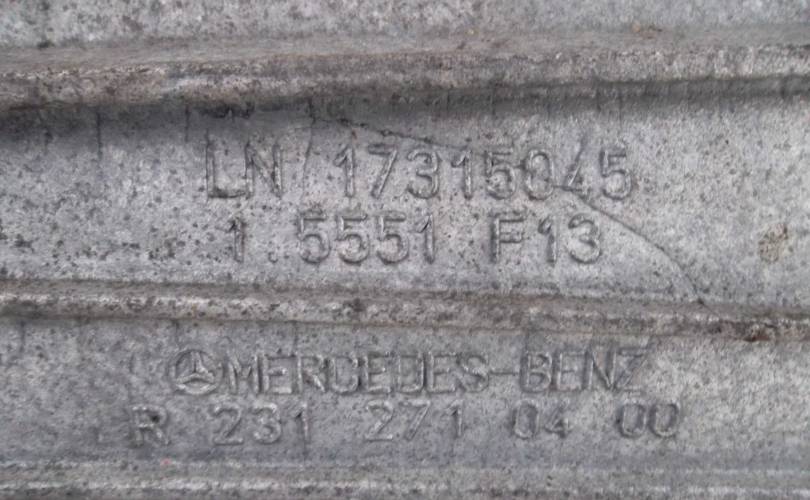 LN 17315045
1.5551 F13
MERCEDES-BENZ
R 231 271 04 00